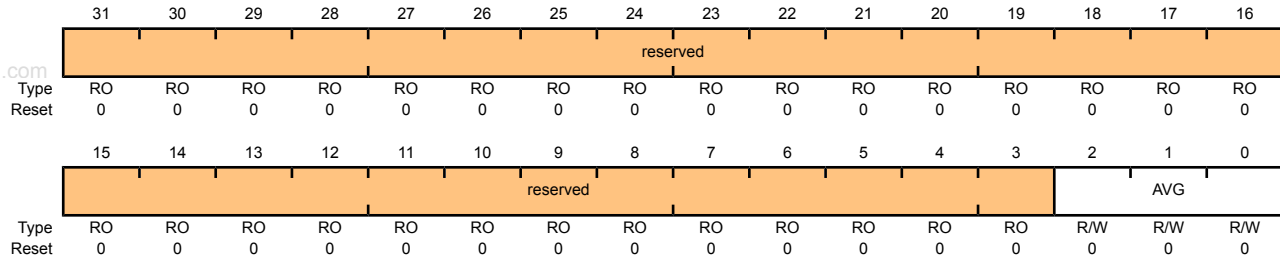 31 30 29 28 27 26 25 24 23 22 21 20 19 18 17 16
reserved
.com
Type RO RO RO RO RO RO RO RO RO RO RO RO RO RO RO RO
Reset 0 0 0 0 0 0 0 0 0 0 0 0 0 0 0 0
15 14 13 12 11 10 9 8 7 6 5 4 3 2 1 0
reserved AVG
Type RO RO RO RO RO RO RO RO RO RO RO RO RO R/W R/W R/W
Reset 0 0 0 0 0 0 0 0 0 0 0 0 0 0 0 0